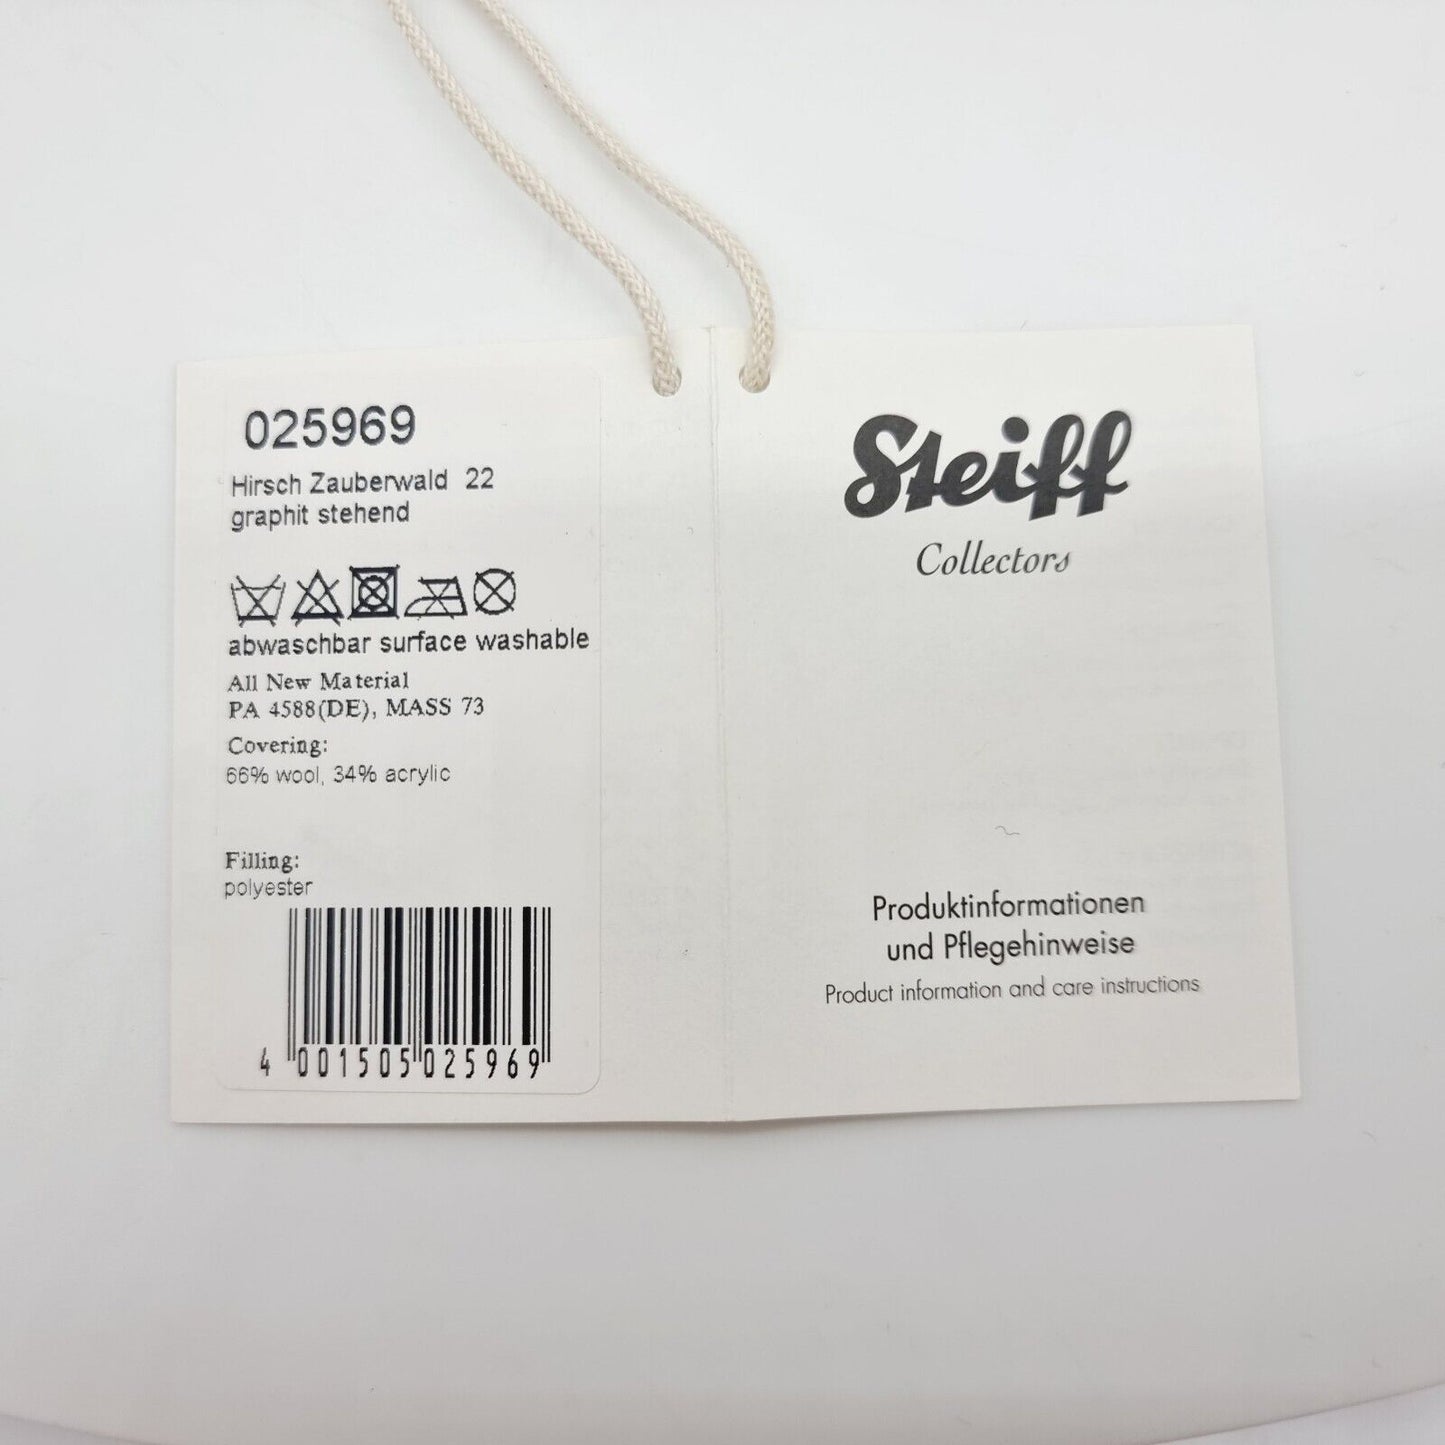 025969
Hirsch Zauberwald 22
graphit stehend
abwaschbar surface washable
All New Material
PA 4588(DE), MASS 73
Covering:
66% wool, 34% acrylic
Filling:
polyester
4 001505 025969
Steiff
Collectors
Produktinformationen
und Pflegehinweise
Product information and care instructions